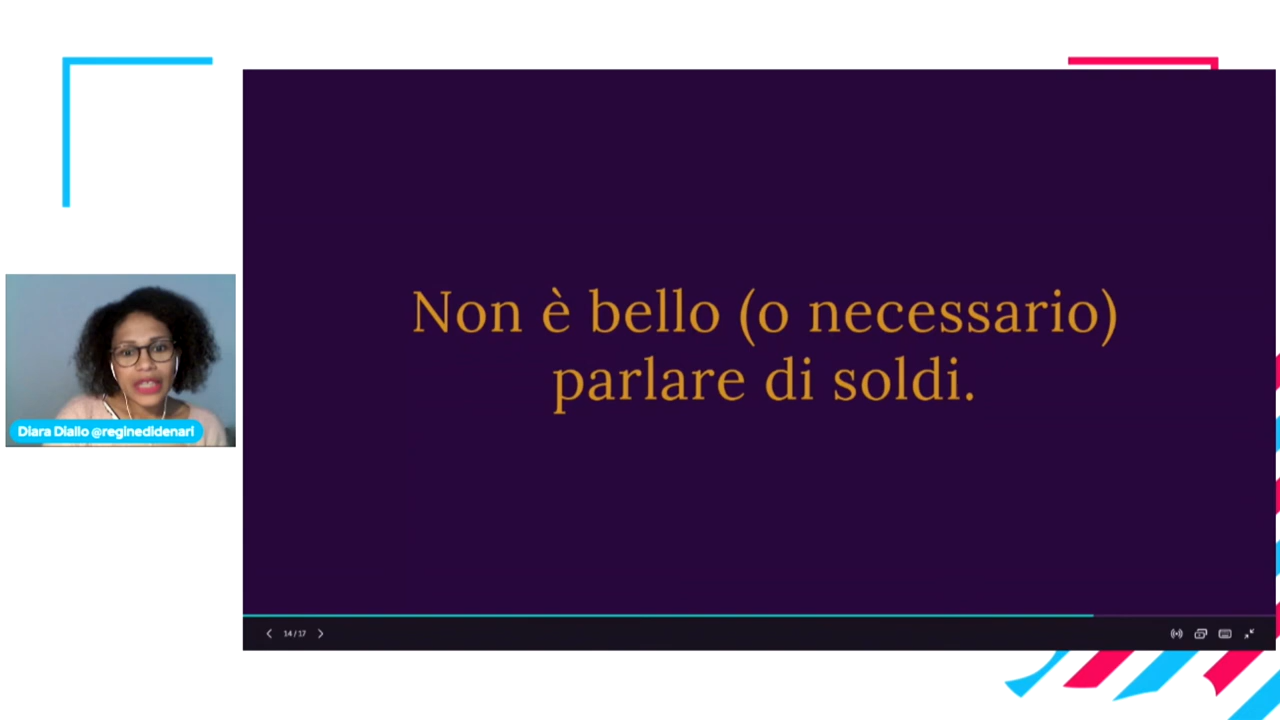 Non è bello (o necessario)
parlare di soldi.
Diara Diallo @reginedidenari
14 / 17